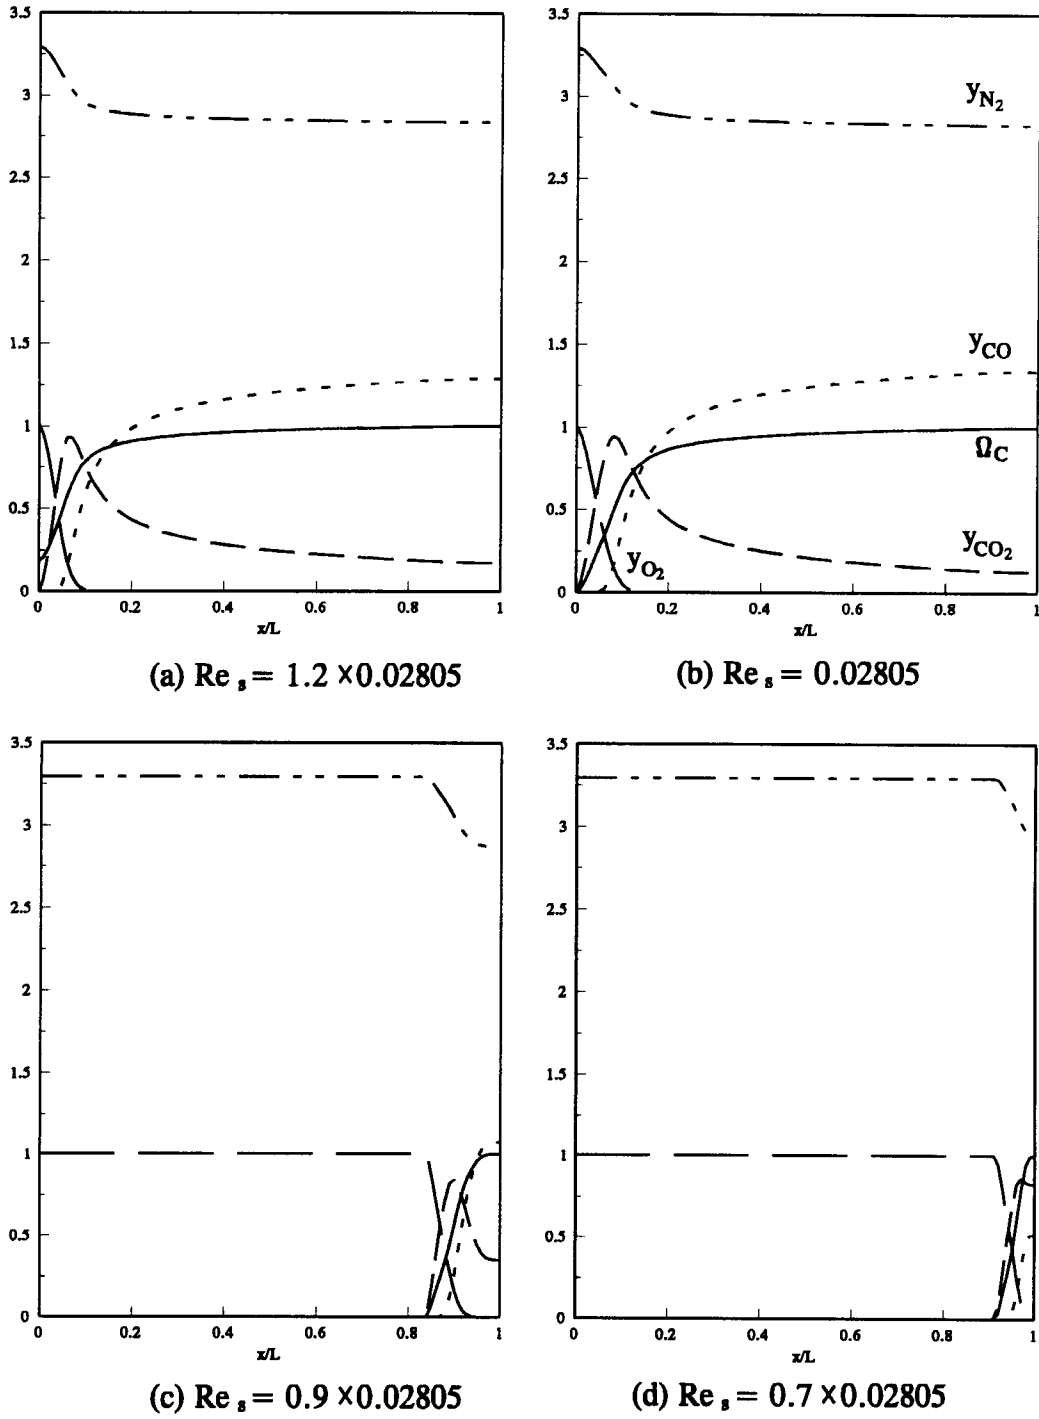 3.5
3
2.5
2
1.5
1
0.5
0
0 0.2 0.4 0.6 0.8 1
x/L
(a) Re s = 1.2 ×0.02805
3.5
3
2.5
2
1.5
1
0.5
0
yN2
yCO
ΩC
yCO2
yO2
0 0.2 0.4 0.6 0.8 1
x/L
(b) Re s = 0.02805
3.5
3
2.5
2
1.5
1
0.5
0
0 0.2 0.4 0.6 0.8 1
x/L
(c) Re s = 0.9 ×0.02805
3.5
3
2.5
2
1.5
1
0.5
0
0 0.2 0.4 0.6 0.8 1
x/L
(d) Re s = 0.7 ×0.02805